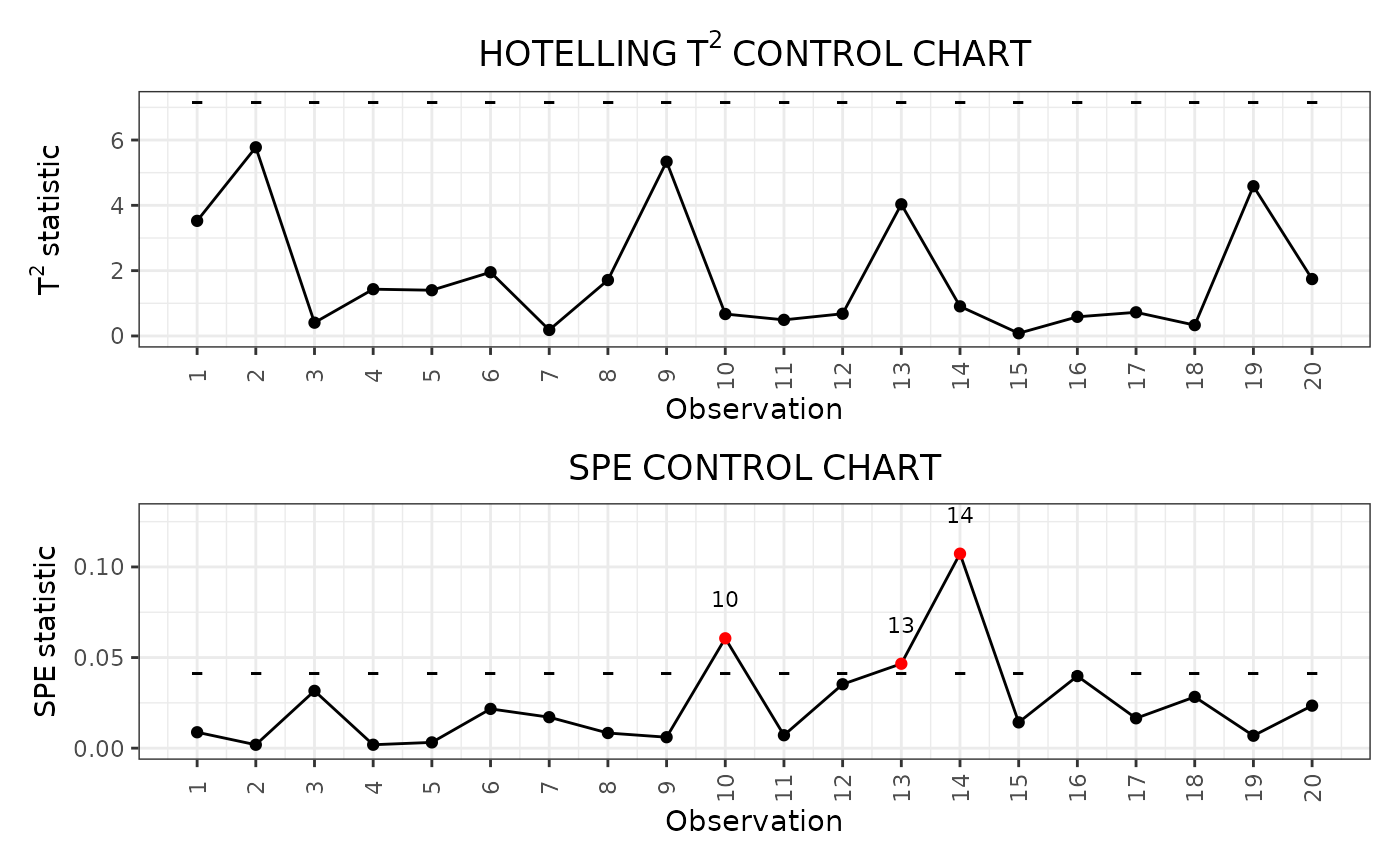 HOTELLING T² CONTROL CHART
T² statistic
6
4
2
0
1 2 3 4 5 6 7 8 9 10 11 12 13 14 15 16 17 18 19 20
Observation
SPE CONTROL CHART
SPE statistic
14
0.10
10
13
0.05
0.00
1 2 3 4 5 6 7 8 9 10 11 12 13 14 15 16 17 18 19 20
Observation